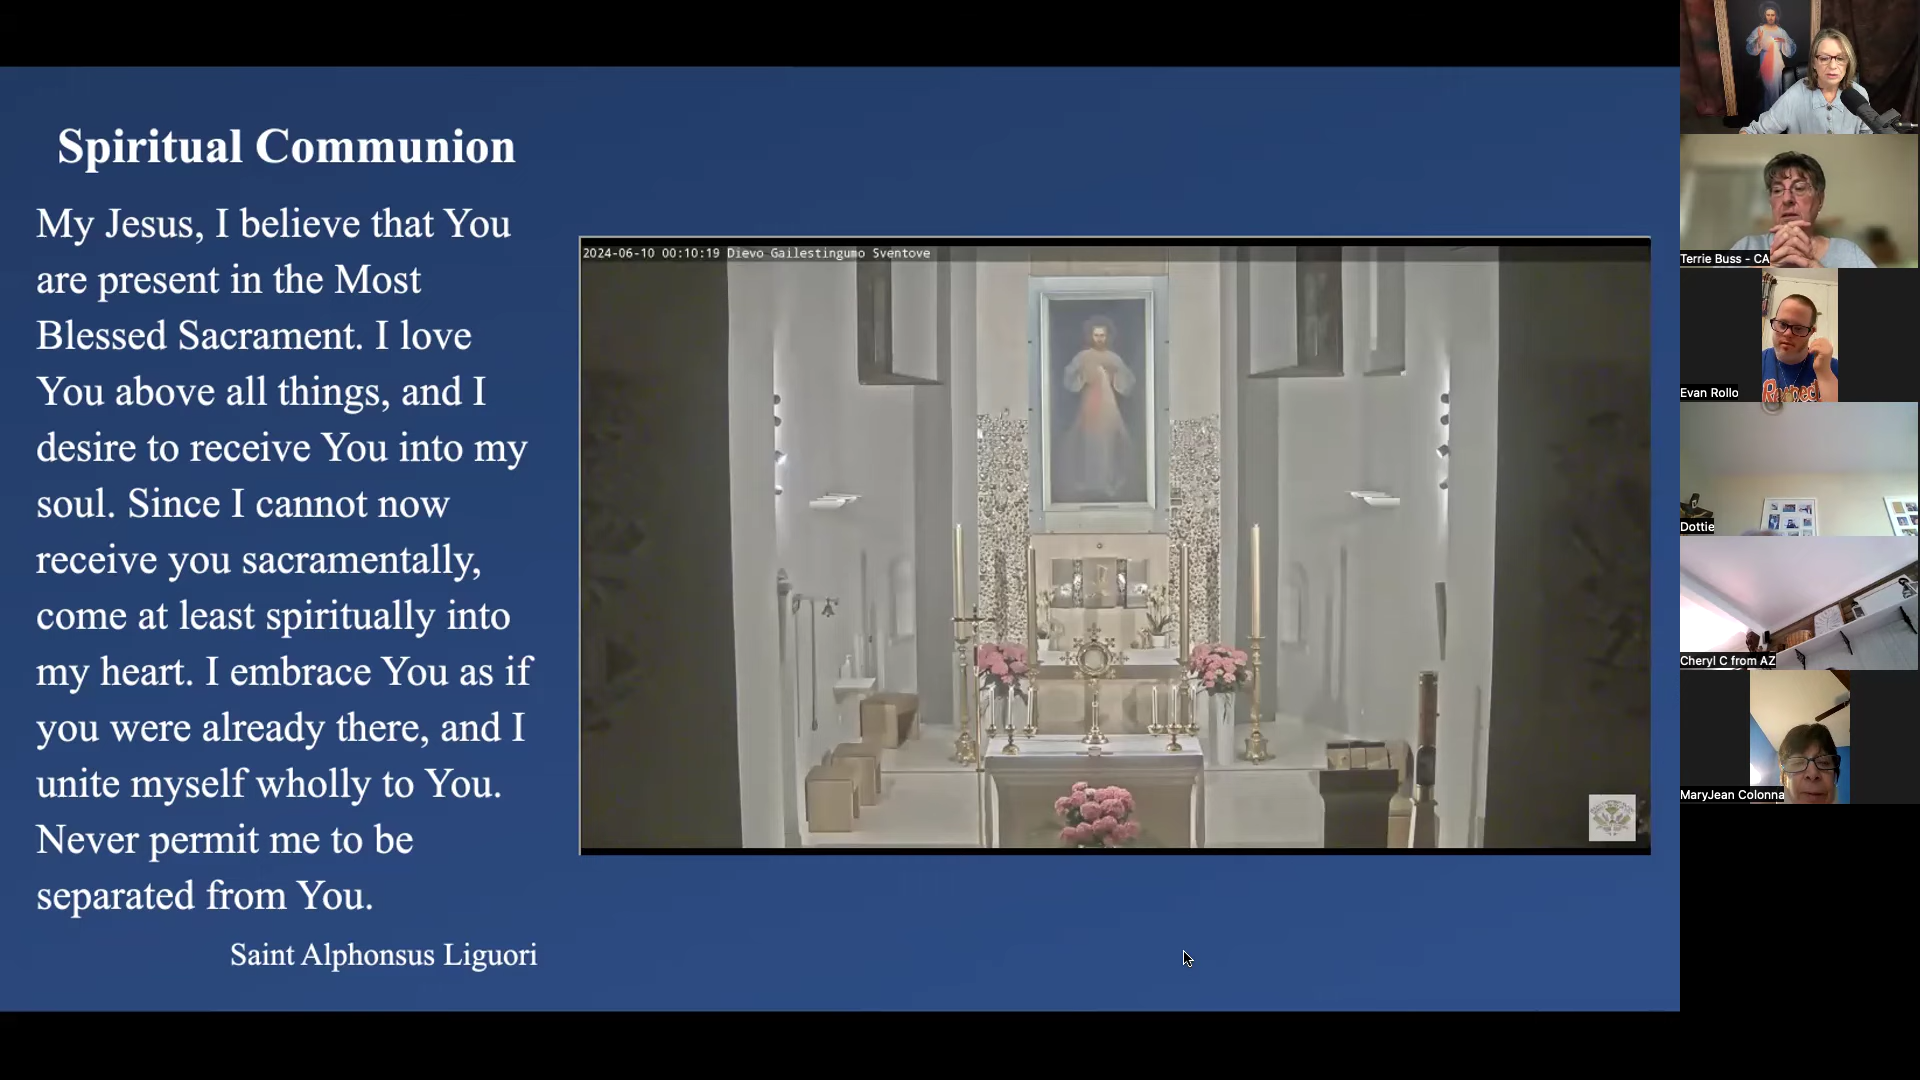 Spiritual Communion
My Jesus, I believe that You
are present in the Most
Blessed Sacrament. I love
You above all things, and I
desire to receive You into my
soul. Since I cannot now
receive you sacramentally,
come at least spiritually into
my heart. I embrace You as if
you were already there, and I
unite myself wholly to You.
Never permit me to be
separated from You.
Saint Alphonsus Liguori
2024-06-10 00:10:19 Dievo Gailestingumo Sventove
Terrie Buss - CA
Evan Rollo
Dottie
Cheryl C from AZ
MaryJean Colonna